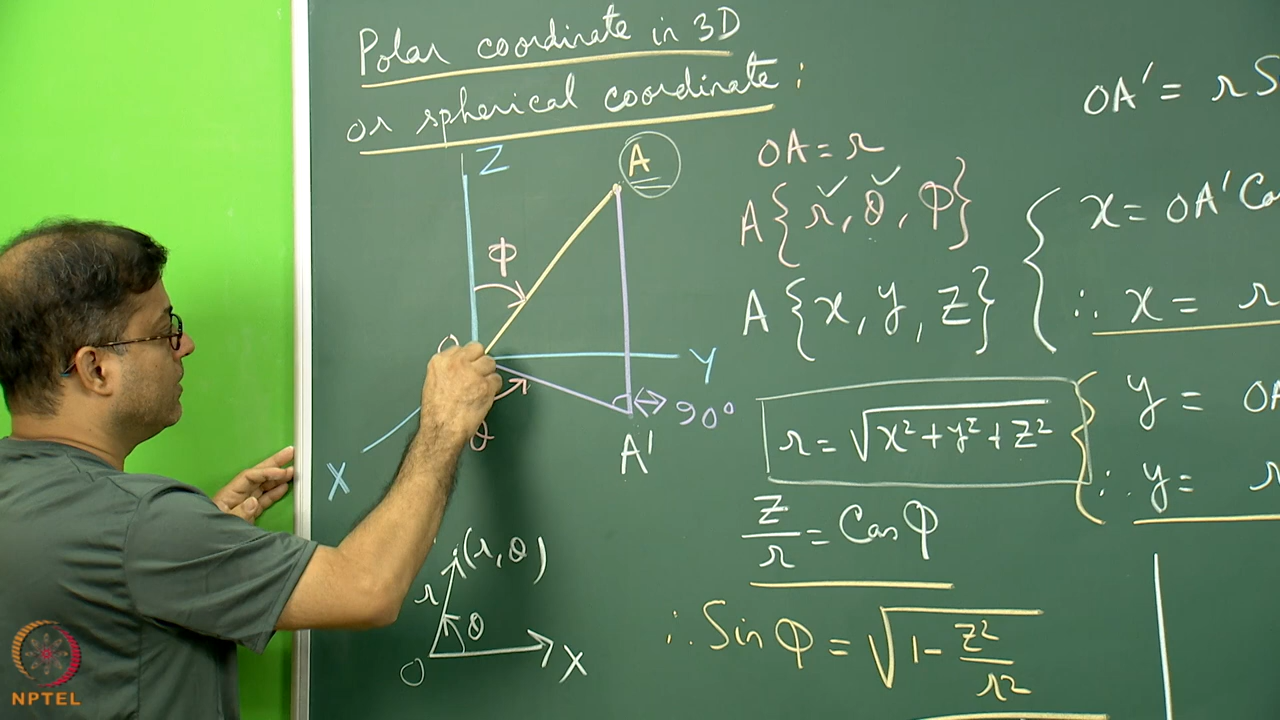 Polar coordinate in 3D
or spherical coordinate :
Z
A
Φ
Y
X
θ
90°
A'
(r, θ)
r
θ
O
X
OA = r
A { r, θ, φ }
A { x, y, z }
r = √x² + y² + z²
z/r = Cos φ
∴ Sin φ = √1 - z²/r²
OA' = r S
x = OA' Co
∴ x = r
y = OA
∴ y = r
NPTEL